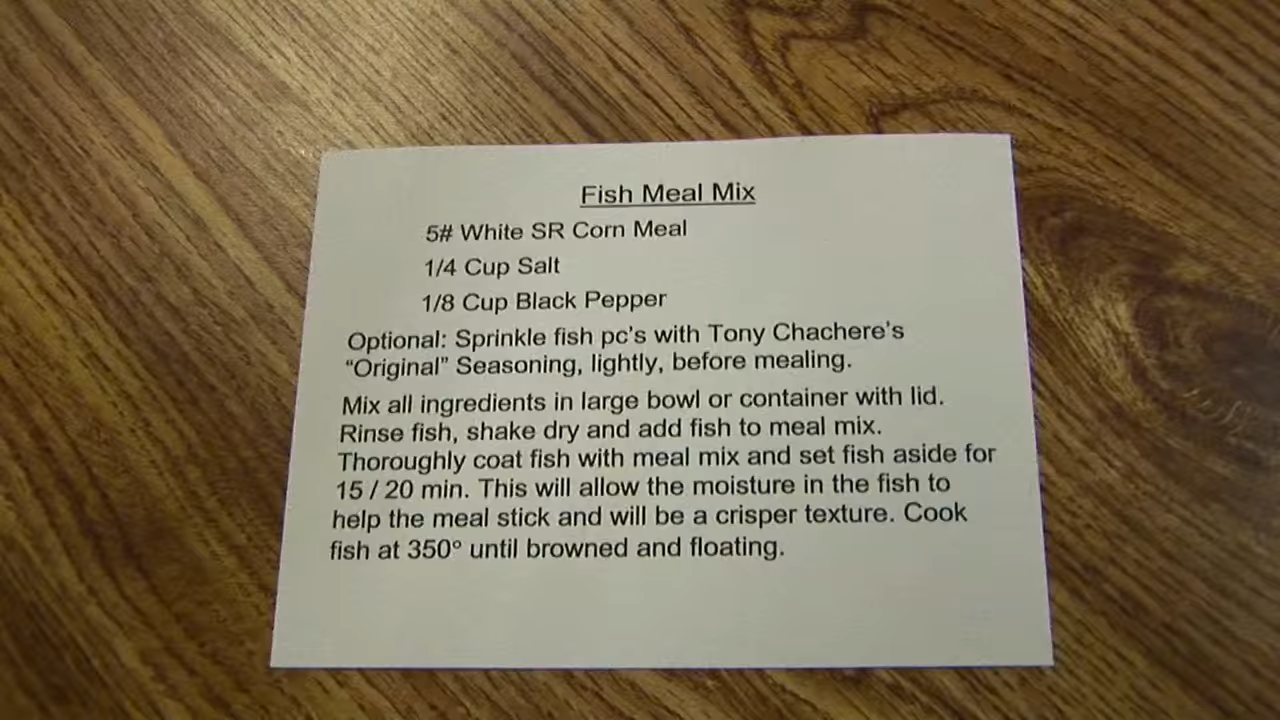 Fish Meal Mix
5# White SR Corn Meal
1/4 Cup Salt
1/8 Cup Black Pepper
Optional: Sprinkle fish pc's with Tony Chachere's
“Original” Seasoning, lightly, before mealing.
Mix all ingredients in large bowl or container with lid.
Rinse fish, shake dry and add fish to meal mix.
Thoroughly coat fish with meal mix and set fish aside for
15 / 20 min. This will allow the moisture in the fish to
help the meal stick and will be a crisper texture. Cook
fish at 350° until browned and floating.